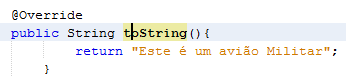 @Override
public String toString(){
return "Este é um avião Militar";
}